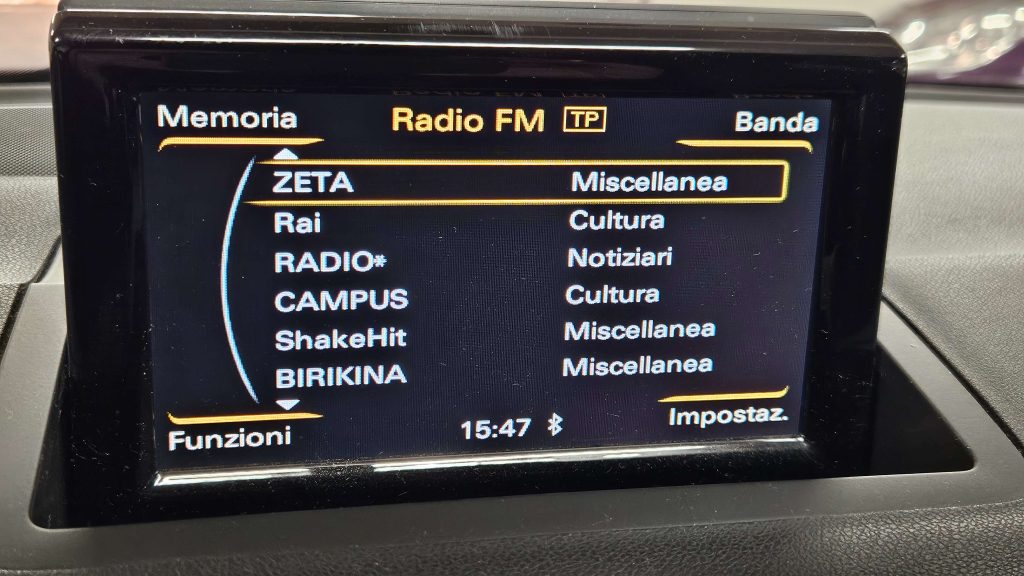 Memoria Radio FM TP Banda
ZETA Miscellanea
Rai Cultura
RADIO* Notiziari
CAMPUS Cultura
ShakeHit Miscellanea
BIRIKINA Miscellanea
Funzioni 15:47 Impostaz.